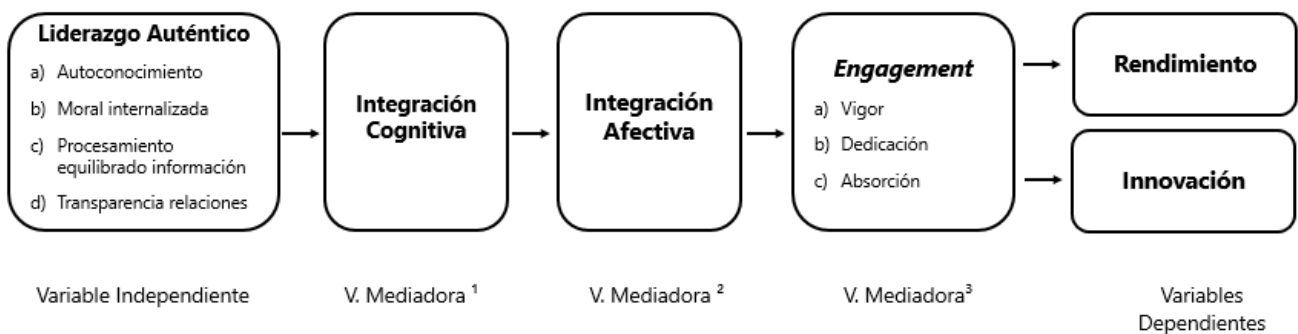 Liderazgo Auténtico
a) Autoconocimiento
b) Moral internalizada
c) Procesamiento
equilibrado información
d) Transparencia relaciones
Integración
Cognitiva
Integración
Afectiva
Engagement
a) Vigor
b) Dedicación
c) Absorción
Rendimiento
Innovación
Variable Independiente
V. Mediadora ¹
V. Mediadora ²
V. Mediadora³
Variables
Dependientes